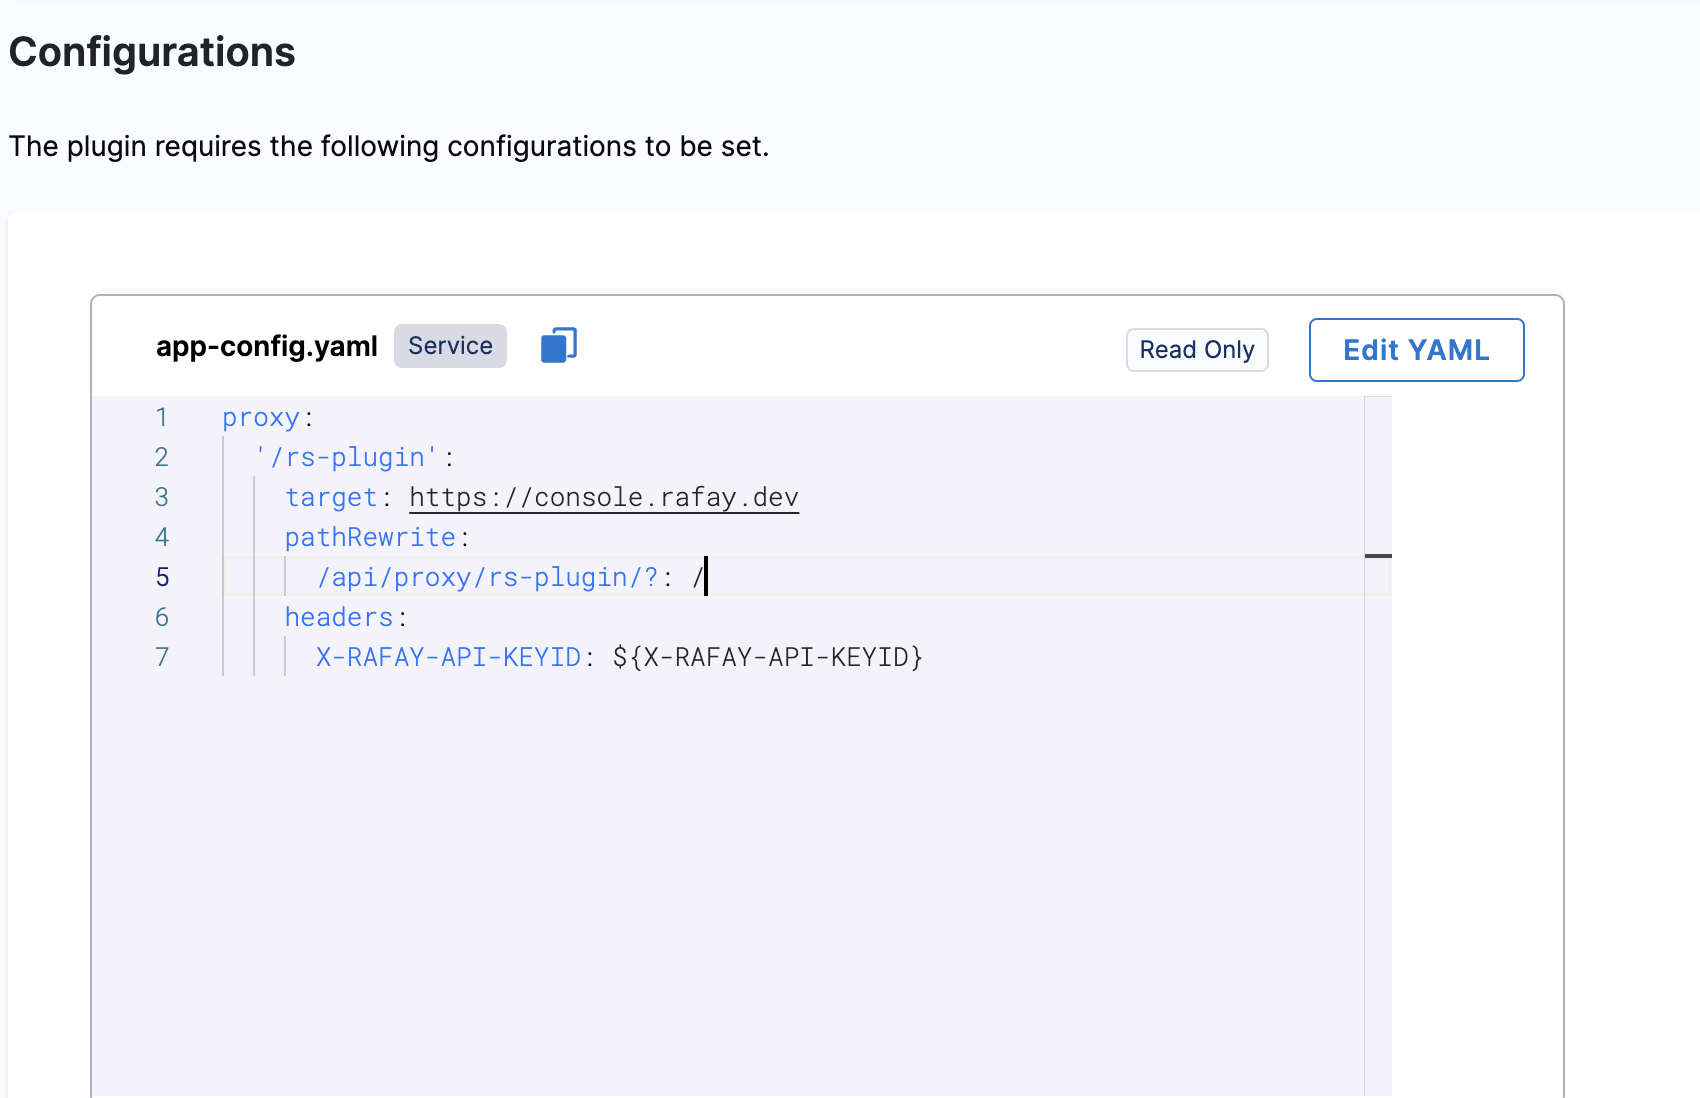 Configurations
The plugin requires the following configurations to be set.
app-config.yaml Service Read Only Edit YAML
1 proxy:
2   '/rs-plugin':
3     target: https://console.rafay.dev
4     pathRewrite:
5       /api/proxy/rs-plugin/?: /
6     headers:
7       X-RAFAY-API-KEYID: ${X-RAFAY-API-KEYID}